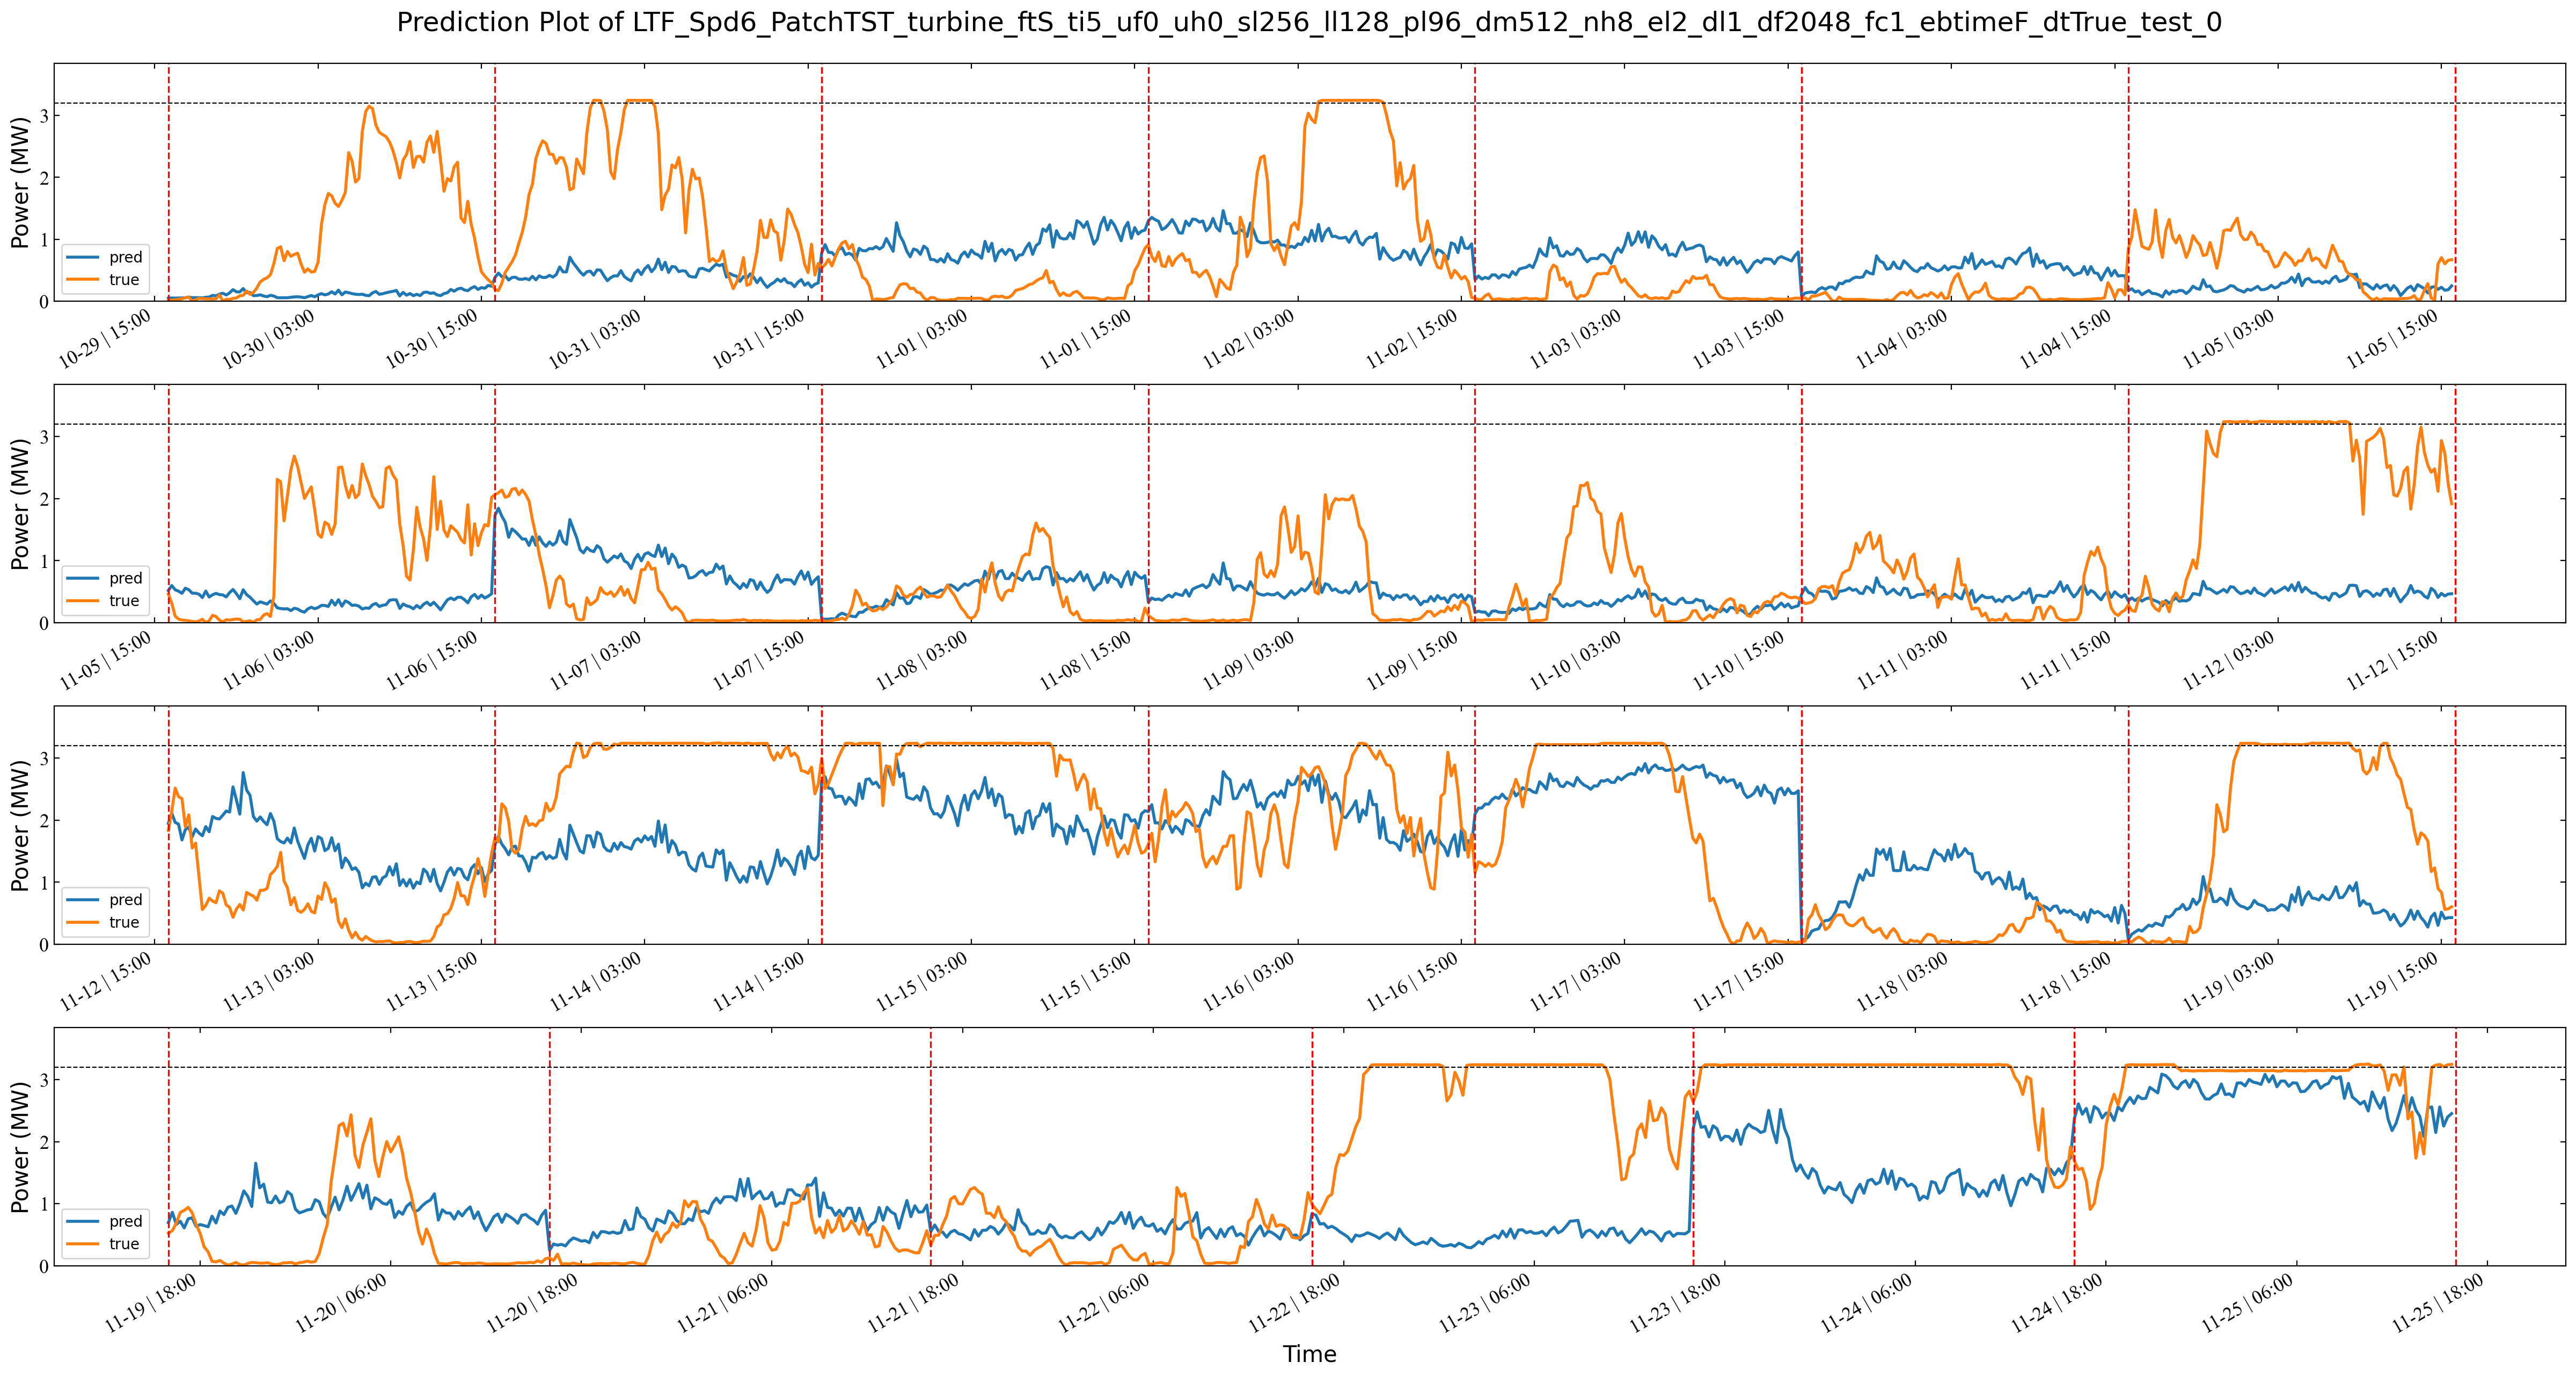 Prediction Plot of LTF_Spd6_PatchTST_turbine_ftS_ti5_uf0_uh0_sl256_ll128_pl96_dm512_nh8_el2_dl1_df2048_fc1_ebtimeF_dtTrue_test_0
Power (MW)
3
2
1
0
pred
true
10-29 | 15:00
10-30 | 03:00
10-30 | 15:00
10-31 | 03:00
10-31 | 15:00
11-01 | 03:00
11-01 | 15:00
11-02 | 03:00
11-02 | 15:00
11-03 | 03:00
11-03 | 15:00
11-04 | 03:00
11-04 | 15:00
11-05 | 03:00
11-05 | 15:00
Power (MW)
3
2
1
0
pred
true
11-05 | 15:00
11-06 | 03:00
11-06 | 15:00
11-07 | 03:00
11-07 | 15:00
11-08 | 03:00
11-08 | 15:00
11-09 | 03:00
11-09 | 15:00
11-10 | 03:00
11-10 | 15:00
11-11 | 03:00
11-11 | 15:00
11-12 | 03:00
11-12 | 15:00
Power (MW)
3
2
1
0
pred
true
11-12 | 15:00
11-13 | 03:00
11-13 | 15:00
11-14 | 03:00
11-14 | 15:00
11-15 | 03:00
11-15 | 15:00
11-16 | 03:00
11-16 | 15:00
11-17 | 03:00
11-17 | 15:00
11-18 | 03:00
11-18 | 15:00
11-19 | 03:00
11-19 | 15:00
Power (MW)
3
2
1
0
pred
true
11-19 | 18:00
11-20 | 06:00
11-20 | 18:00
11-21 | 06:00
11-21 | 18:00
11-22 | 06:00
11-22 | 18:00
11-23 | 06:00
11-23 | 18:00
11-24 | 06:00
11-24 | 18:00
11-25 | 06:00
11-25 | 18:00
Time